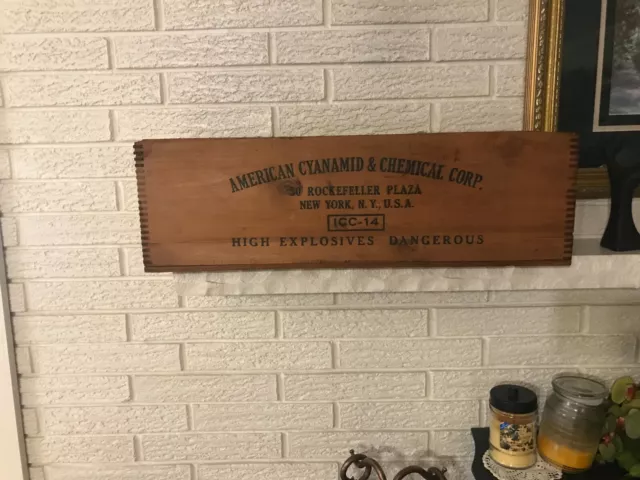 AMERICAN CYANAMID & CHEMICAL CORP.
30 ROCKEFELLER PLAZA
NEW YORK, N.Y., U.S.A.
ICC-14
HIGH EXPLOSIVES DANGEROUS